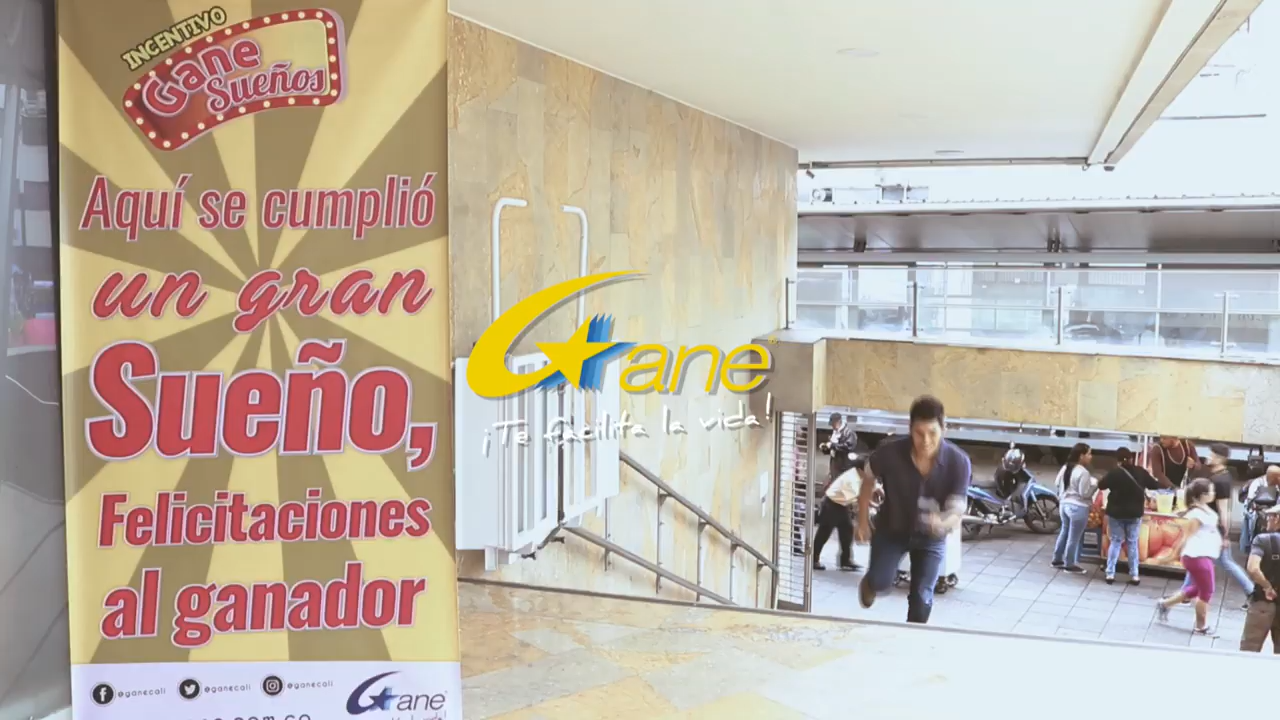 INCENTIVO
Gane
Sueños
Aquí se cumplió
un gran
Sueño,
Felicitaciones
al ganador
@ganecali @ganecali @ganecali
Gane
Gane
¡Te facilita la vida!